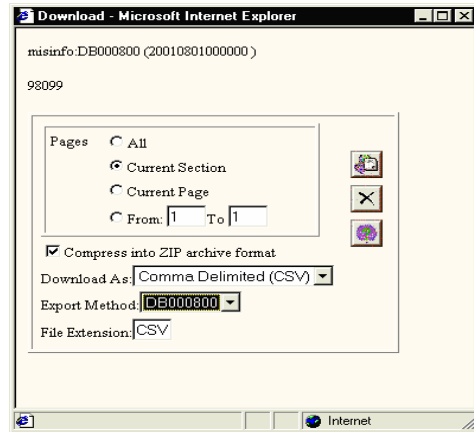 Download - Microsoft Internet Explorer
misinfo:DB000800 (20010801000000 )
98099
Pages All
Current Section
Current Page
From: 1 To 1
Compress into ZIP archive format
Download As: Comma Delimited (CSV)
Export Method: DB000800
File Extension: CSV
Internet